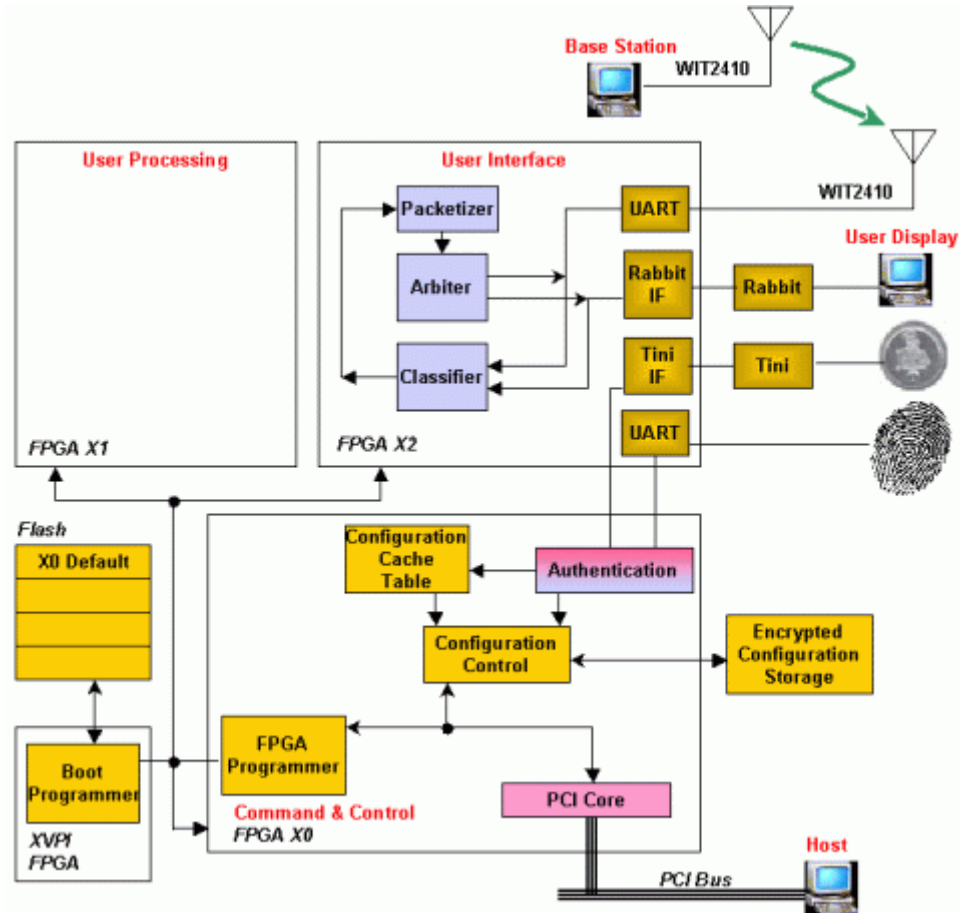 Base Station
WIT2410
User Processing
FPGA X1
User Interface
Packetizer
Arbiter
Classifier
UART
Rabbit
IF
Tini
IF
UART
FPGA X2
WIT2410
User Display
Rabbit
Tini
Flash
X0 Default
Boot
Programmer
XVPI
FPGA
Configuration
Cache
Table
Authentication
Configuration
Control
Encrypted
Configuration
Storage
FPGA
Programmer
PCI Core
Command & Control
FPGA X0
PCI Bus
Host